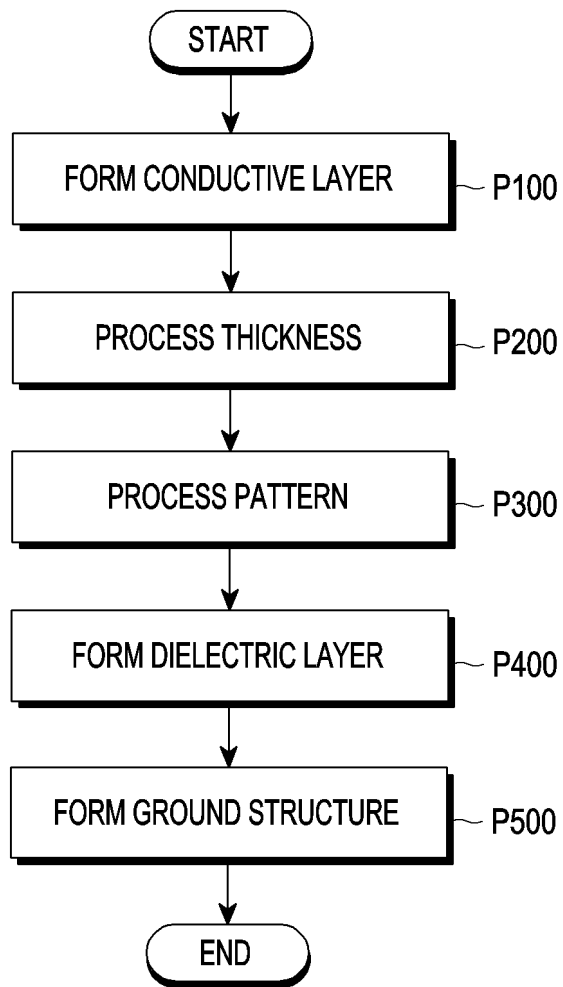 START
FORM CONDUCTIVE LAYER
P100
PROCESS THICKNESS
P200
PROCESS PATTERN
P300
FORM DIELECTRIC LAYER
P400
FORM GROUND STRUCTURE
P500
END